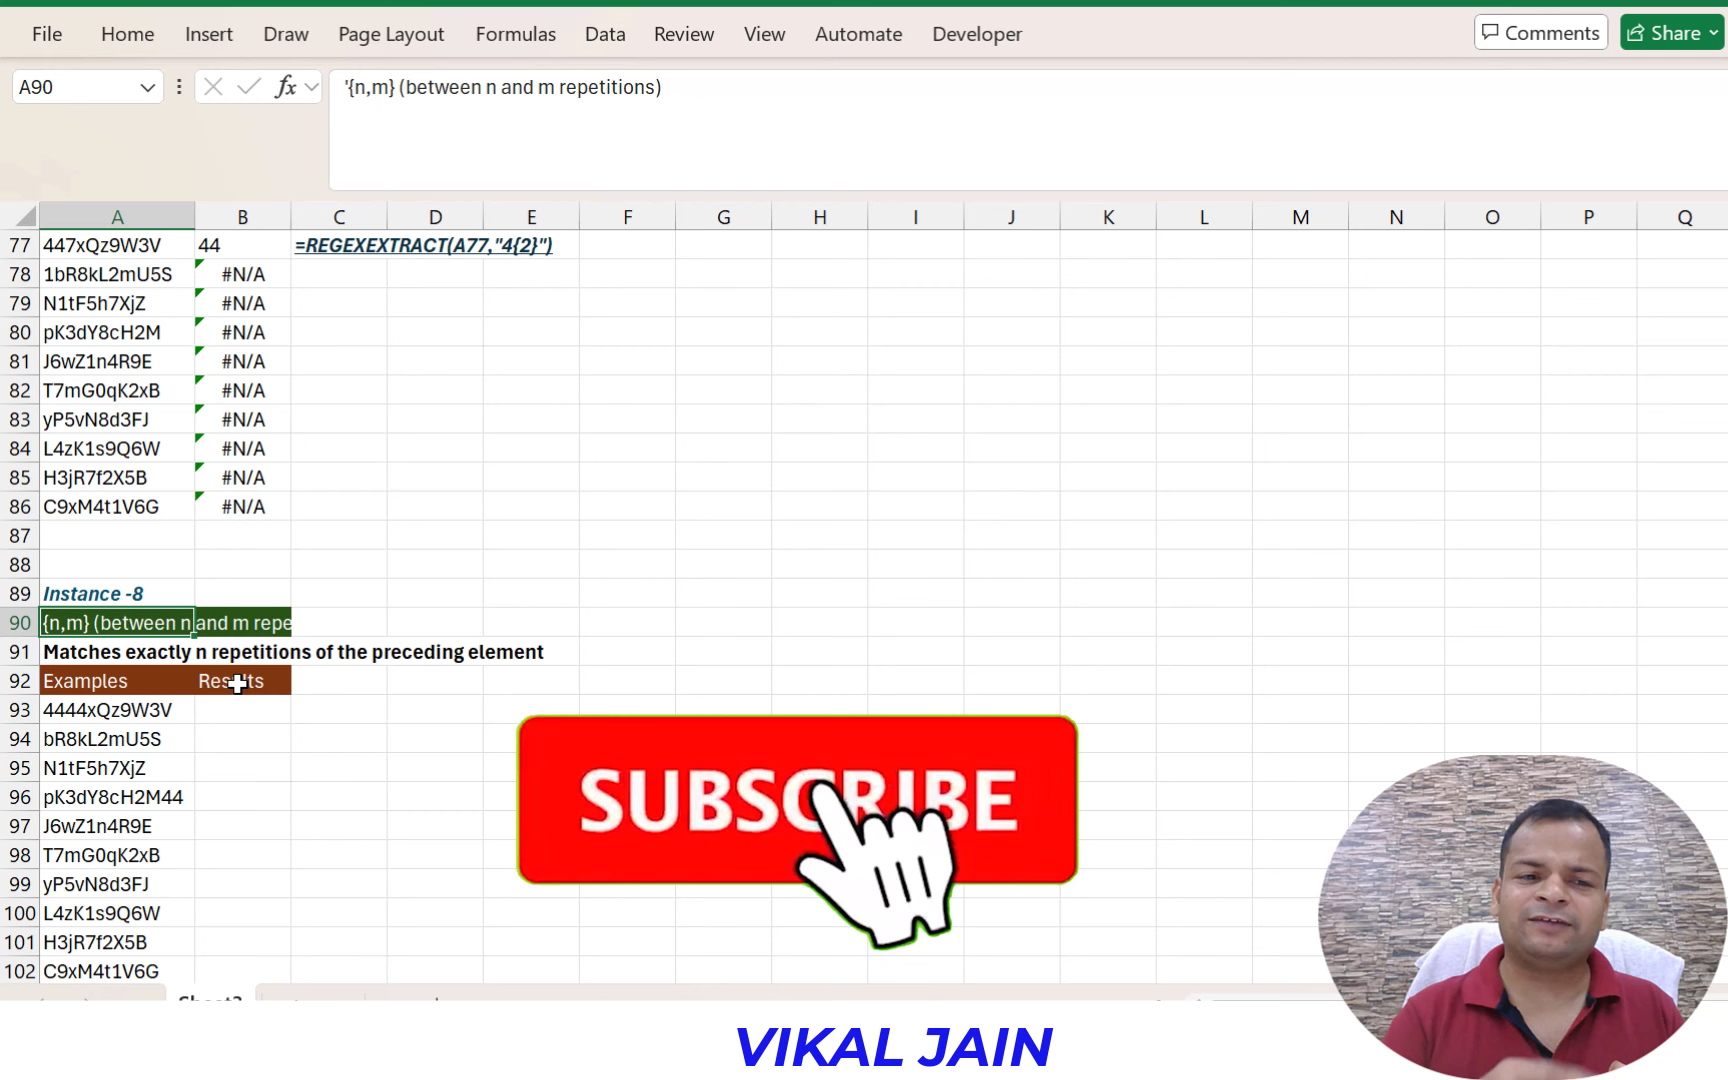 File Home Insert Draw Page Layout Formulas Data Review View Automate Developer Comments Share
A90 fx '{n,m} (between n and m repetitions)
A B C D E F G H I J K L M N O P Q
77 447xQz9W3V 44 =REGEXEXTRACT(A77,"4{2}")
78 1bR8kL2mU5S #N/A
79 N1tF5h7XjZ #N/A
80 pK3dY8cH2M #N/A
81 J6wZ1n4R9E #N/A
82 T7mG0qK2xB #N/A
83 yP5vN8d3FJ #N/A
84 L4zK1s9Q6W #N/A
85 H3jR7f2X5B #N/A
86 C9xM4t1V6G #N/A
87
88
89 Instance -8
90 {n,m} (between n and m repe
91 Matches exactly n repetitions of the preceding element
92 Examples Results
93 4444xQz9W3V
94 bR8kL2mU5S
95 N1tF5h7XjZ
96 pK3dY8cH2M44
97 J6wZ1n4R9E
98 T7mG0qK2xB
99 yP5vN8d3FJ
100 L4zK1s9Q6W
101 H3jR7f2X5B
102 C9xM4t1V6G
SUBSCRIBE
VIKAL JAIN